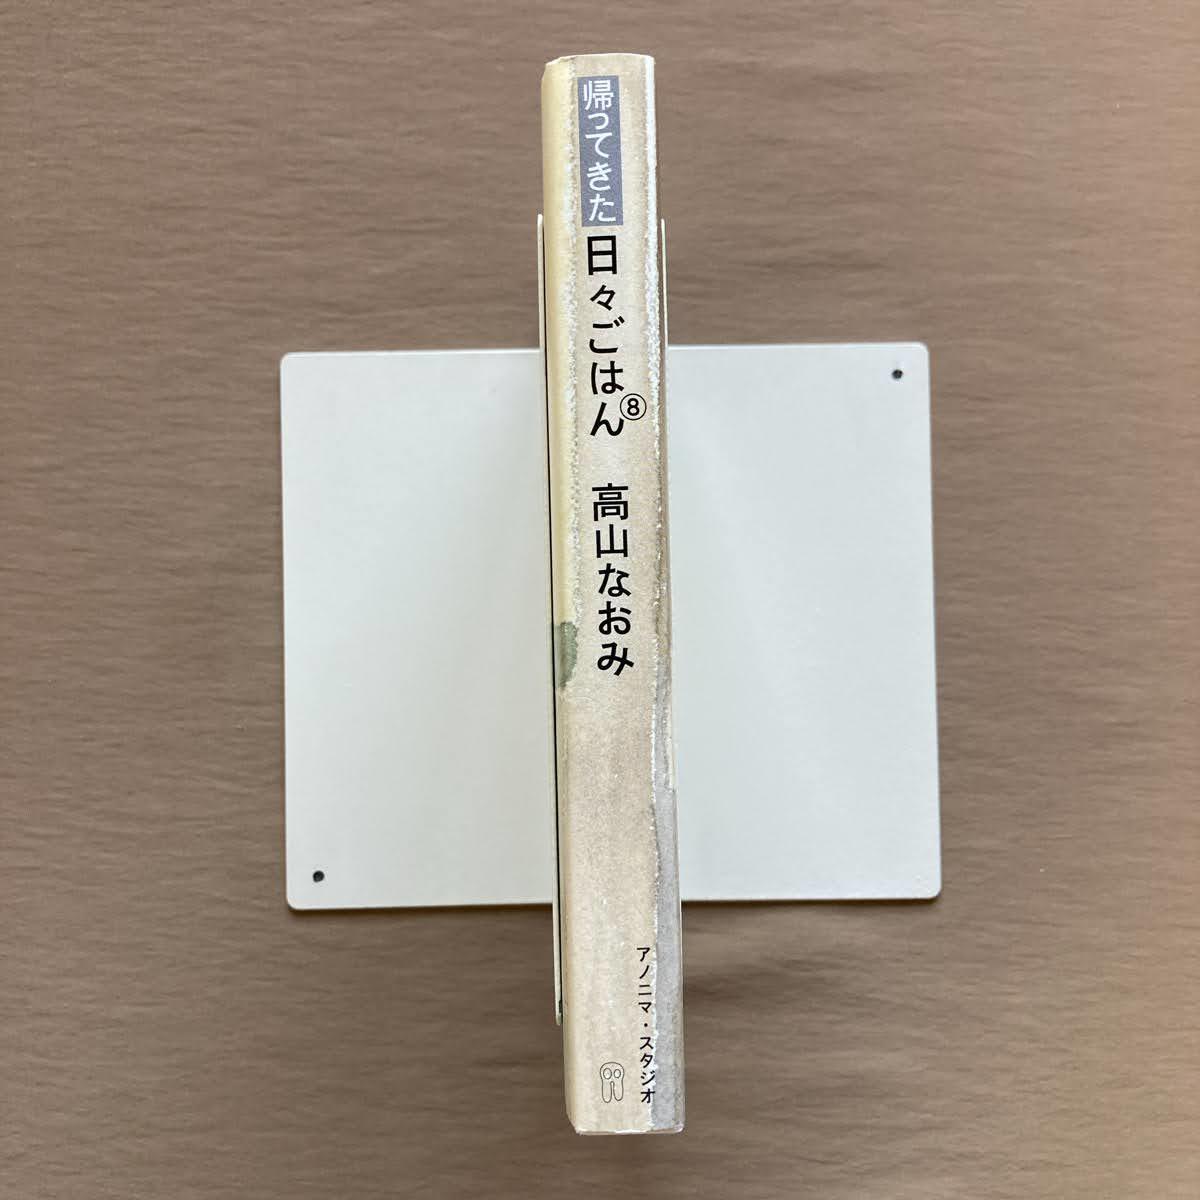 帰ってきた日々ごはん⑧
高山なおみ
アノニマ・スタジオ